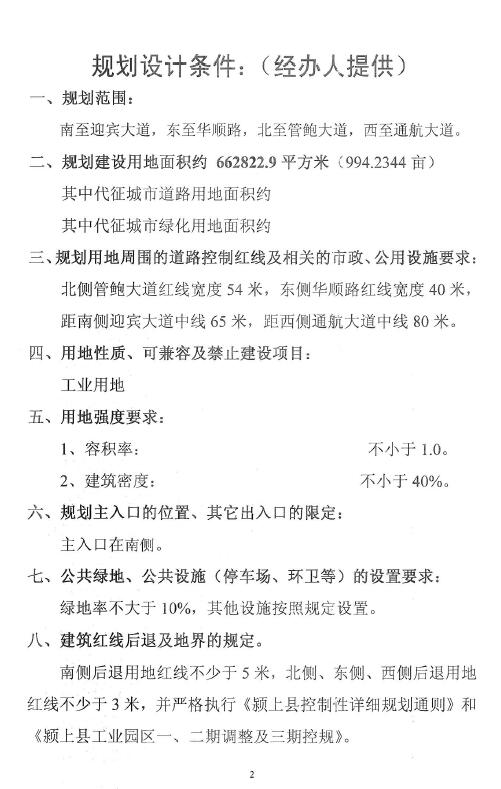 规划设计条件：（经办人提供）
一、规划范围：
南至迎宾大道，东至华顺路，北至管鲍大道，西至通航大道。
二、规划建设用地面积约 662822.9 平方米（994.2344 亩）
其中代征城市道路用地面积约
其中代征城市绿化用地面积约
三、规划用地周围的道路控制红线及相关的市政、公用设施要求：
北侧管鲍大道红线宽度 54 米，东侧华顺路红线宽度 40 米，
距南侧迎宾大道中线 65 米，距西侧通航大道中线 80 米。
四、用地性质、可兼容及禁止建设项目：
工业用地
五、用地强度要求：
1、容积率： 不小于 1.0。
2、建筑密度： 不小于 40%。
六、规划主入口的位置、其它出入口的限定：
主入口在南侧。
七、公共绿地、公共设施（停车场、环卫等）的设置要求：
绿地率不大于 10%，其他设施按照规定设置。
八、建筑红线后退及地界的规定。
南侧后退用地红线不少于 5 米，北侧、东侧、西侧后退用地
红线不少于 3 米，并严格执行《颍上县控制性详细规划通则》和
《颍上县工业园区一、二期调整及三期控规》。
2